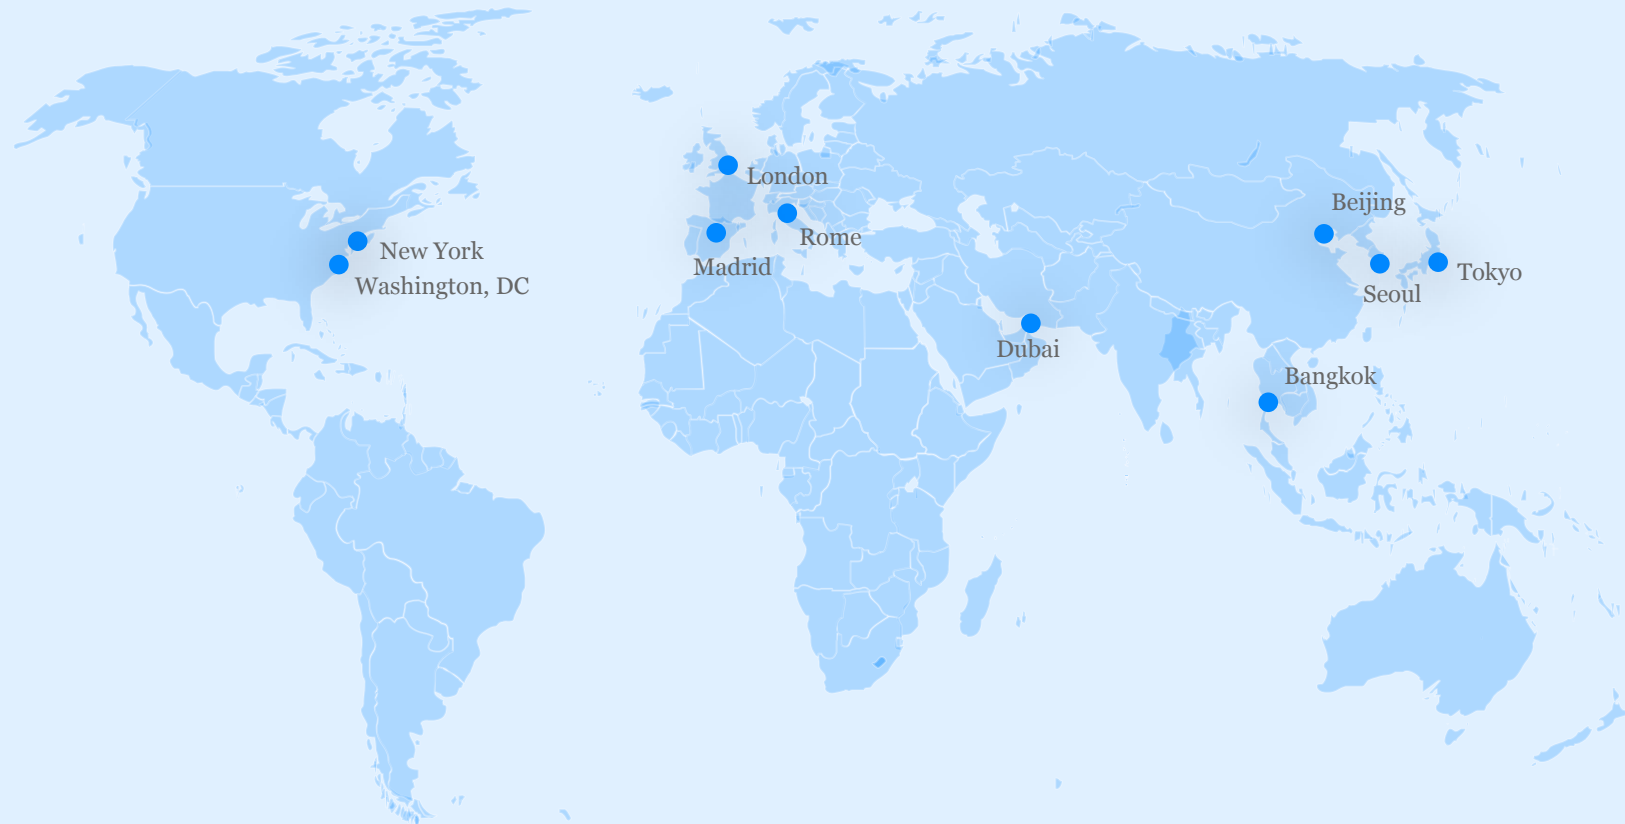 London
Beijing
Rome
New York
Madrid
Tokyo
Washington, DC
Seoul
Dubai
Bangkok